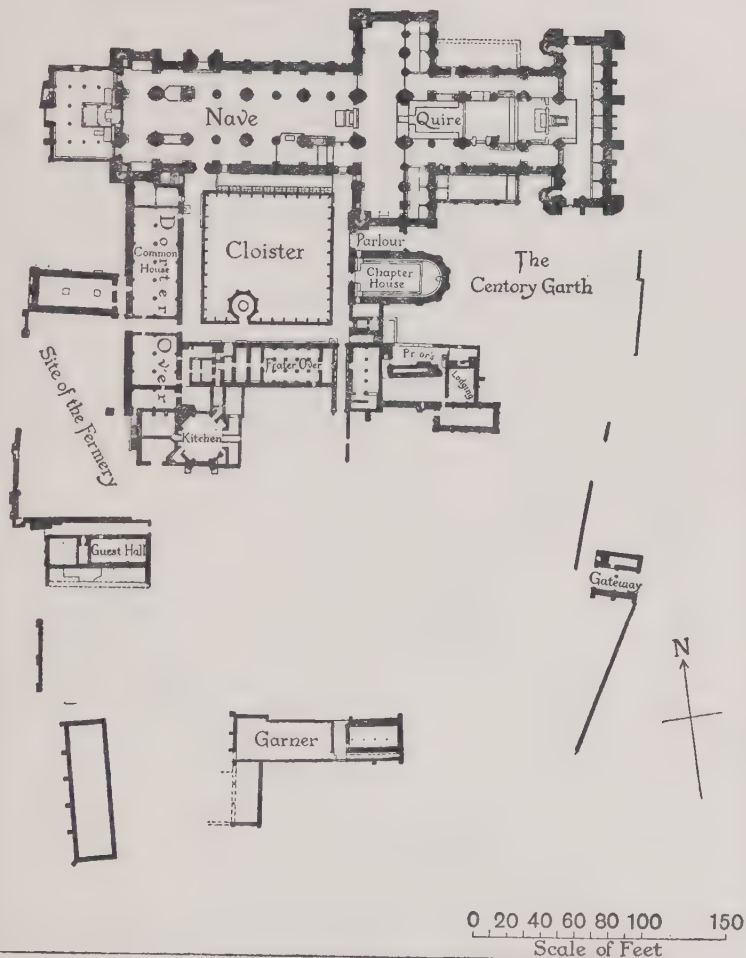 Nave
Quire
Dorter
Common
House
Cloister
Parlour
Chapter
House
The
Centory Garth
Over
Frater Over
Prior's
Lodging
Site of the Fermery
Kitchen
Guest Hall
Gateway
N
Garner
0 20 40 60 80 100 150
Scale of Feet